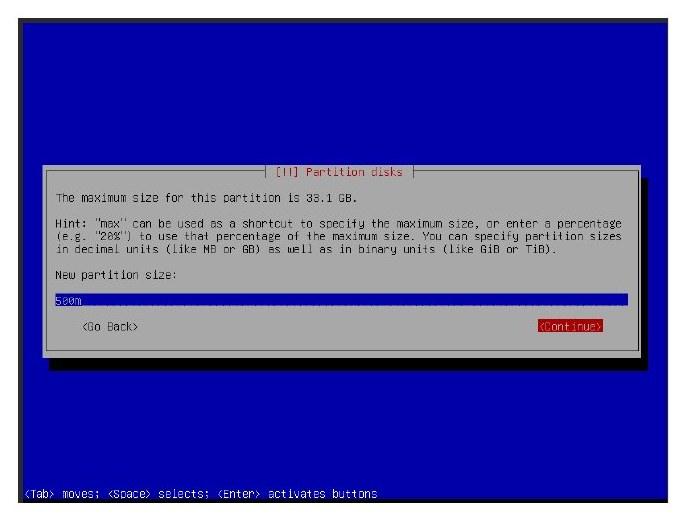 [!!] Partition disks
The maximum size for this partition is 33.1 GB.
Hint: "max" can be used as a shortcut to specify the maximum size, or enter a percentage
(e.g. "20%") to use that percentage of the maximum size. You can specify partition sizes
in decimal units (like MB or GB) as well as in binary units (like GiB or TiB).
New partition size:
500m
<Go Back> <Continue>
<Tab> moves; <Space> selects; <Enter> activates buttons